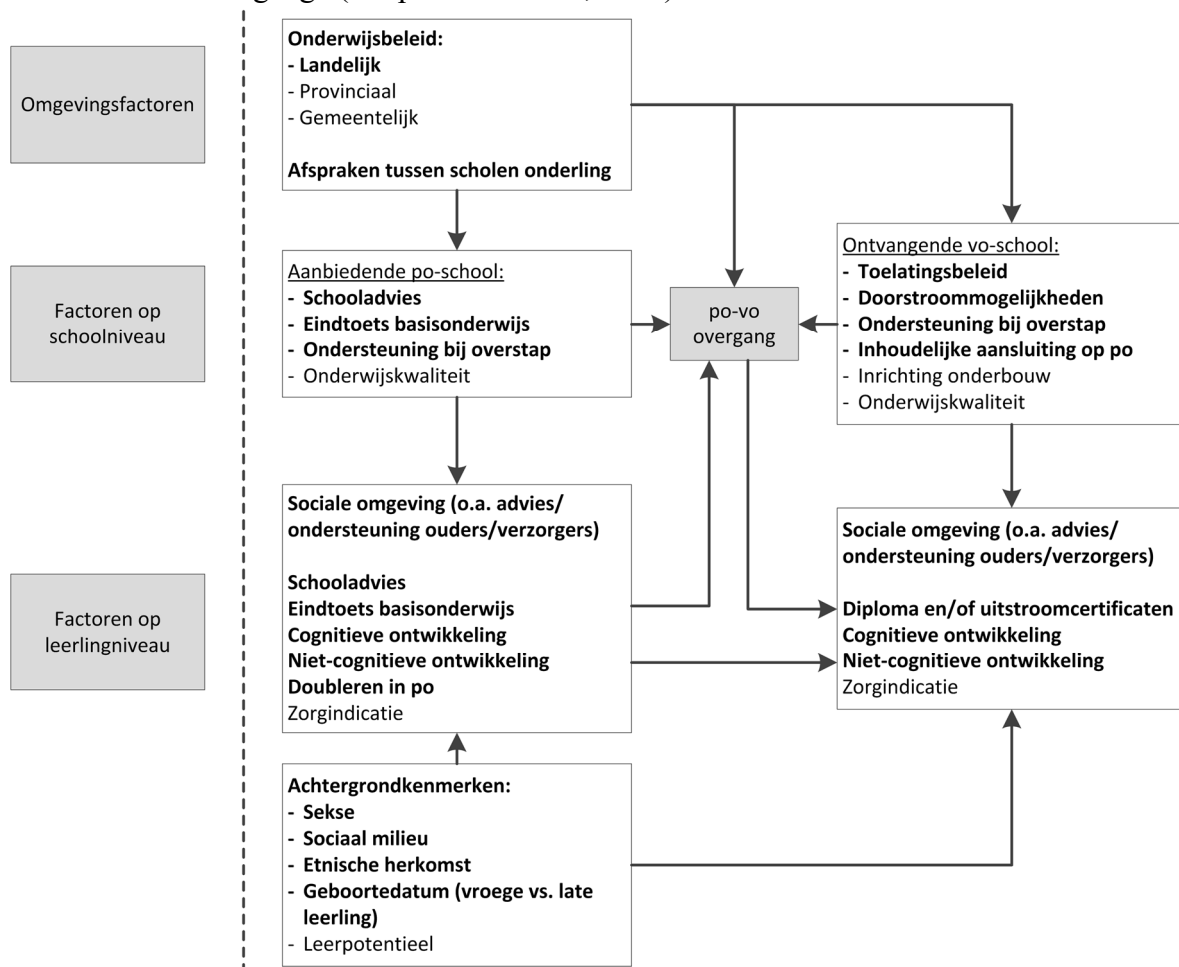 Onderwijsbeleid:
- Landelijk
- Provinciaal
- Gemeentelijk
Afspraken tussen scholen onderling
Omgevingsfactoren
Aanbiedende po-school:
- Schooladvies
- Eindtoets basisonderwijs
- Ondersteuning bij overstap
- Onderwijskwaliteit
Factoren op
schoolniveau
po-vo
overgang
Ontvangende vo-school:
- Toelatingsbeleid
- Doorstroommogelijkheden
- Ondersteuning bij overstap
- Inhoudelijke aansluiting op po
- Inrichting onderbouw
- Onderwijskwaliteit
Sociale omgeving (o.a. advies/
ondersteuning ouders/verzorgers)
Schooladvies
Eindtoets basisonderwijs
Cognitieve ontwikkeling
Niet-cognitieve ontwikkeling
Doubleren in po
Zorgindicatie
Factoren op
leerlingniveau
Sociale omgeving (o.a. advies/
ondersteuning ouders/verzorgers)
Diploma en/of uitstroomcertificaten
Cognitieve ontwikkeling
Niet-cognitieve ontwikkeling
Zorgindicatie
Achtergrondkenmerken:
- Sekse
- Sociaal milieu
- Etnische herkomst
- Geboortedatum (vroege vs. late
leerling)
- Leerpotentieel